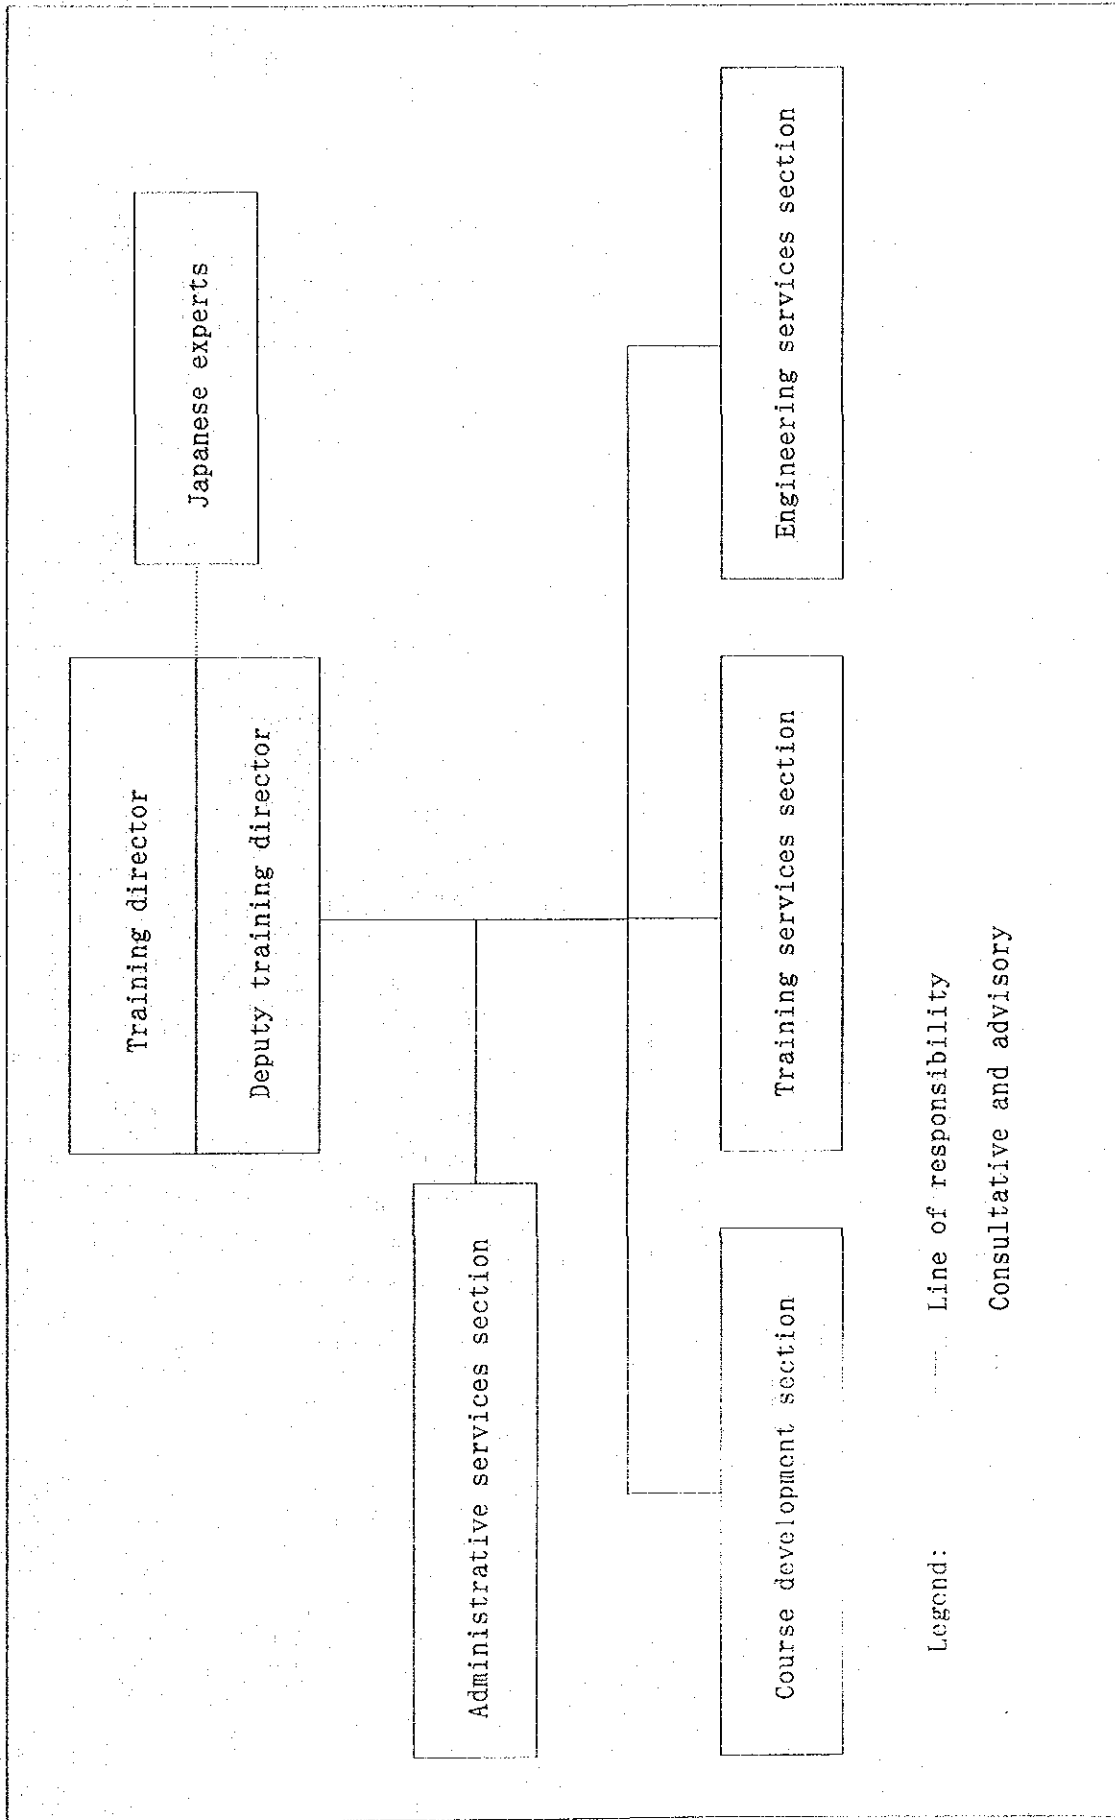 Training director
Deputy training director
Japanese experts
Administrative services section
Course development section
Training services section
Engineering services section
Legend:
Line of responsibility
Consultative and advisory